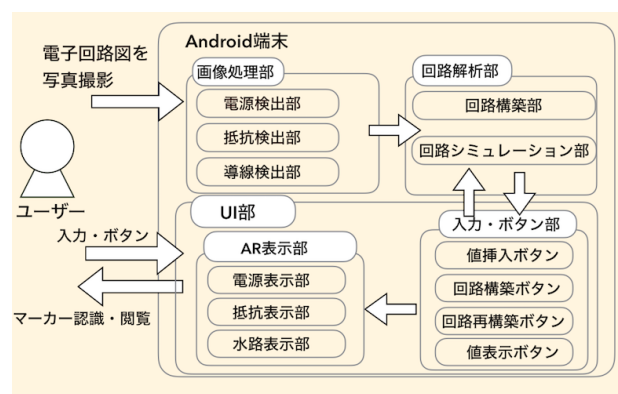 電子回路図を
写真撮影
Android端末
画像処理部
電源検出部
抵抗検出部
導線検出部
回路解析部
回路構築部
回路シミュレーション部
ユーザー
入力・ボタン
マーカー認識・閲覧
UI部
AR表示部
電源表示部
抵抗表示部
水路表示部
入力・ボタン部
値挿入ボタン
回路構築ボタン
回路再構築ボタン
値表示ボタン